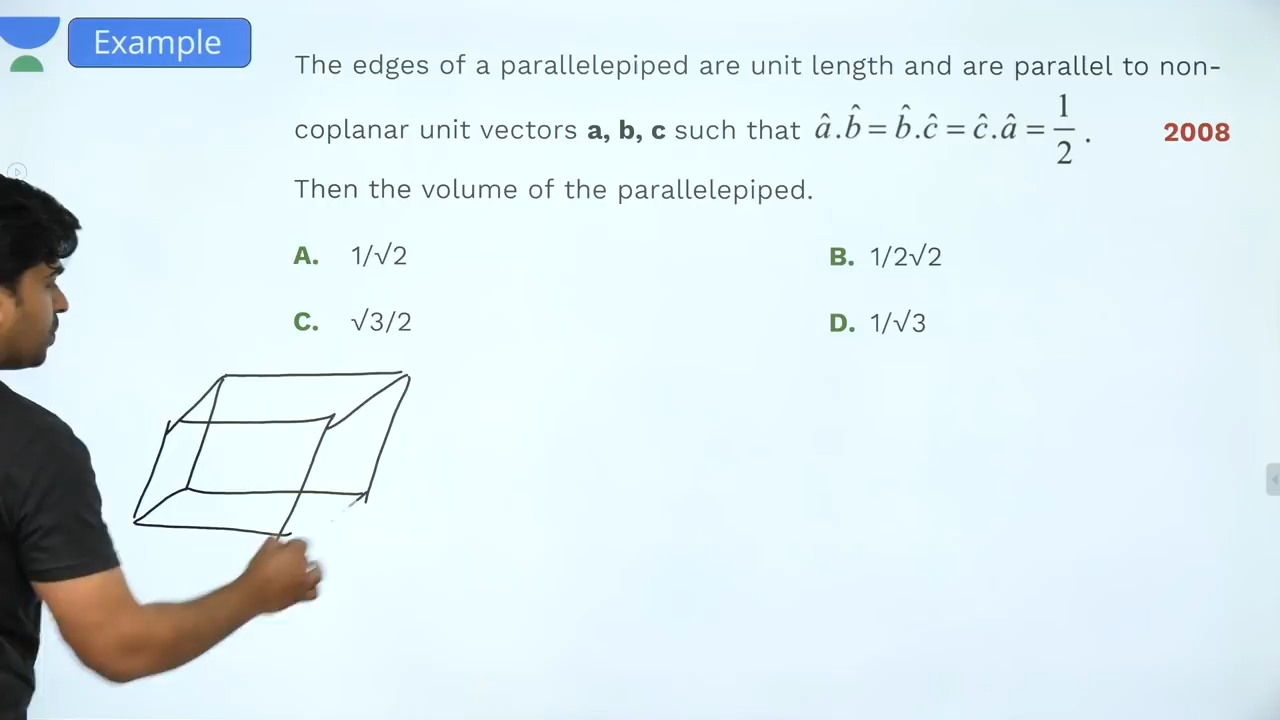 Example
The edges of a parallelepiped are unit length and are parallel to non-
coplanar unit vectors a, b, c such that â.b̂ = b̂.ĉ = ĉ.â = 1/2 . 2008
Then the volume of the parallelepiped.
A. 1/√2 B. 1/2√2
C. √3/2 D. 1/√3